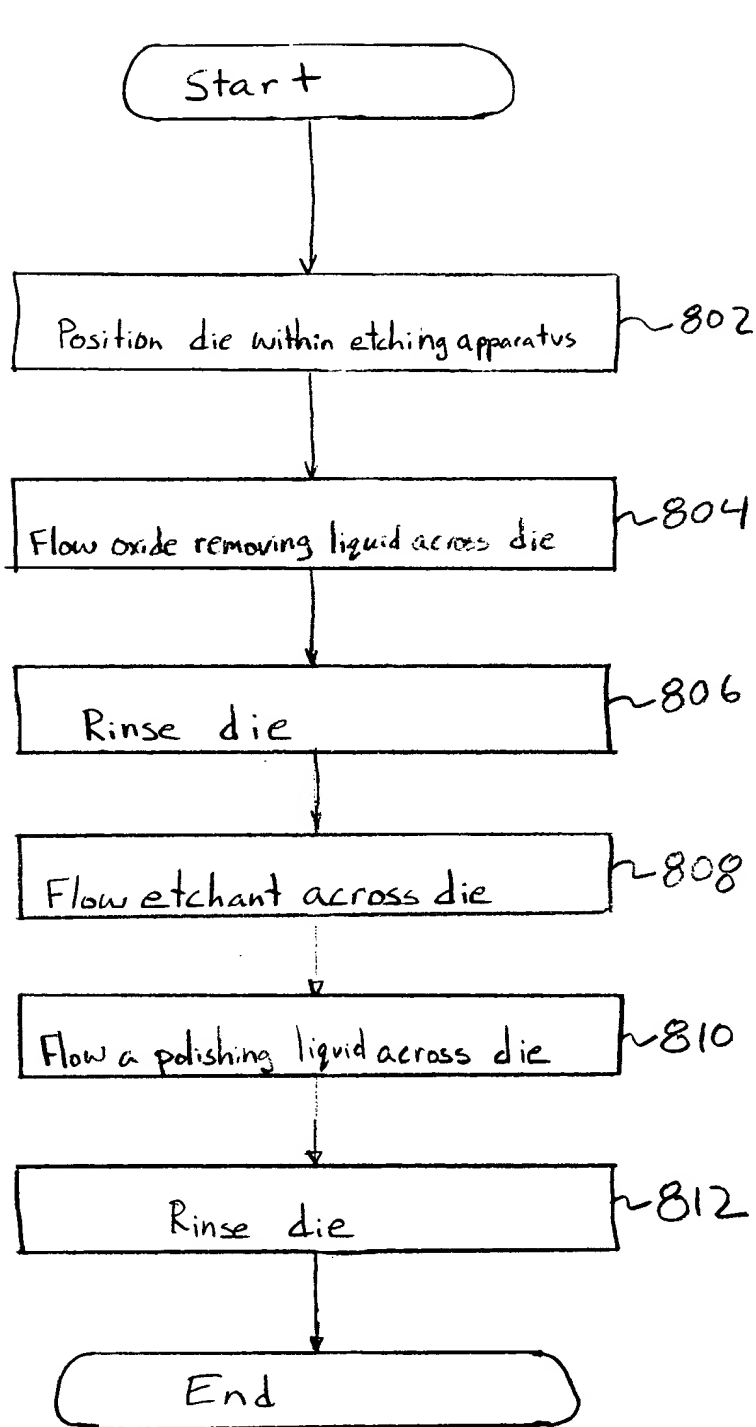 Start
Position die within etching apparatus
802
Flow oxide removing liquid across die
804
Rinse die
806
Flow etchant across die
808
Flow a polishing liquid across die
810
Rinse die
812
End